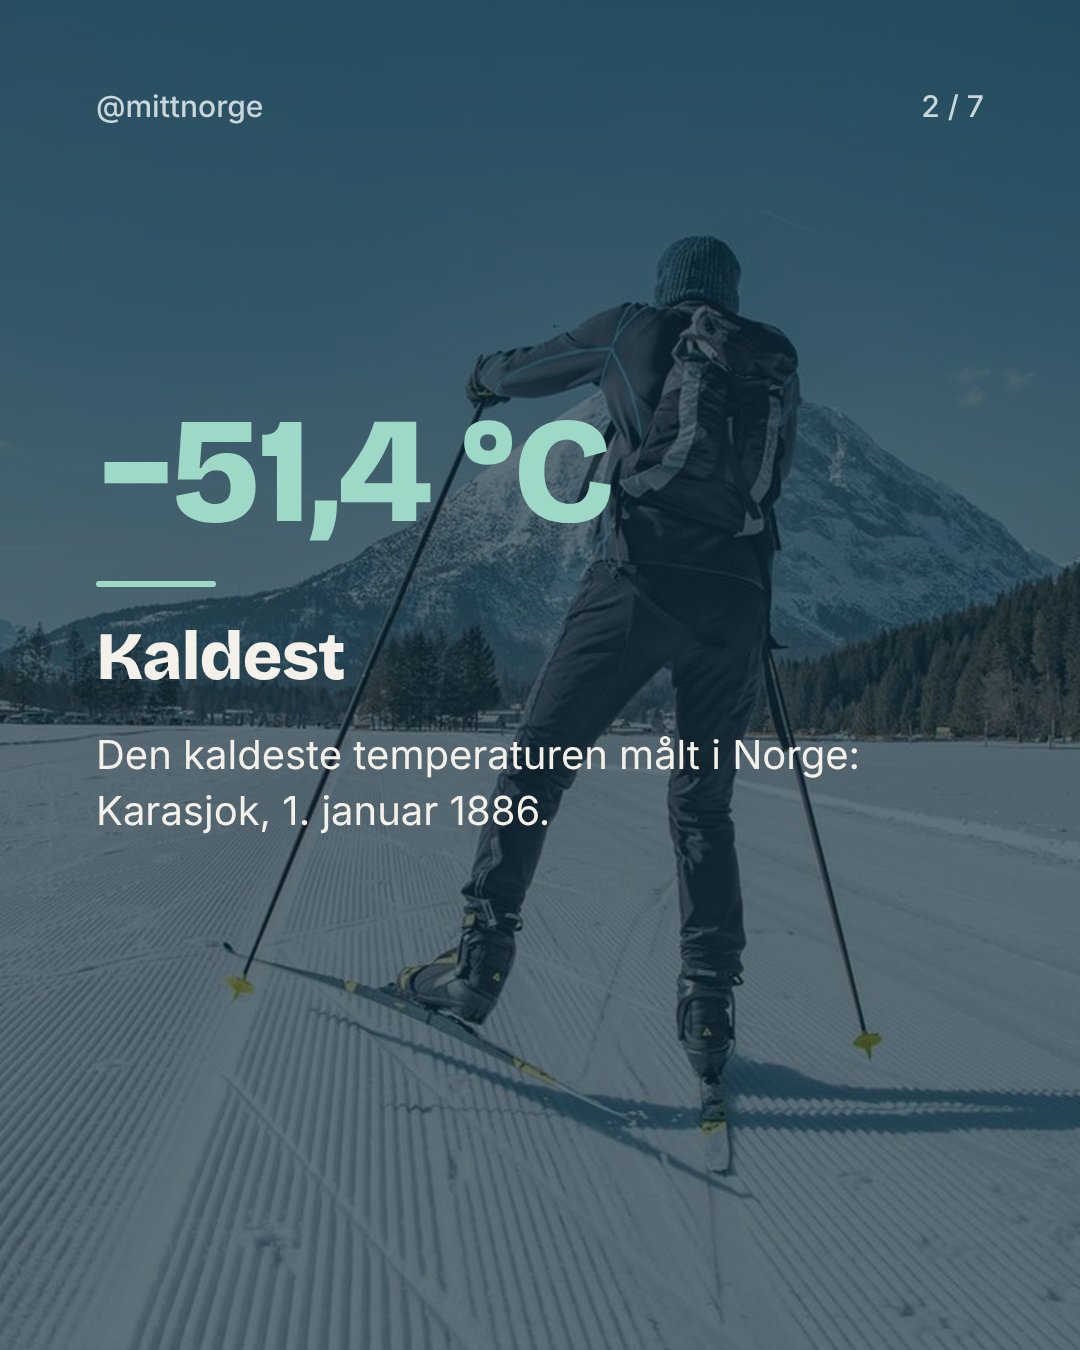 @mittnorge
2 / 7
−51,4 °C
Kaldest
Den kaldeste temperaturen målt i Norge:
Karasjok, 1. januar 1886.